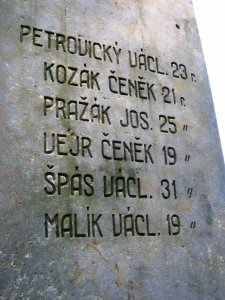 PETROVICKÝ VÁCL. 23 r.
KOZÁK ČENĚK 21 r.
PRAŽÁK JOS. 25 „
VEJR ČENĚK 19 „
ŠPÁS VÁCL. 31 „
MALÍK VÁCL. 19 „